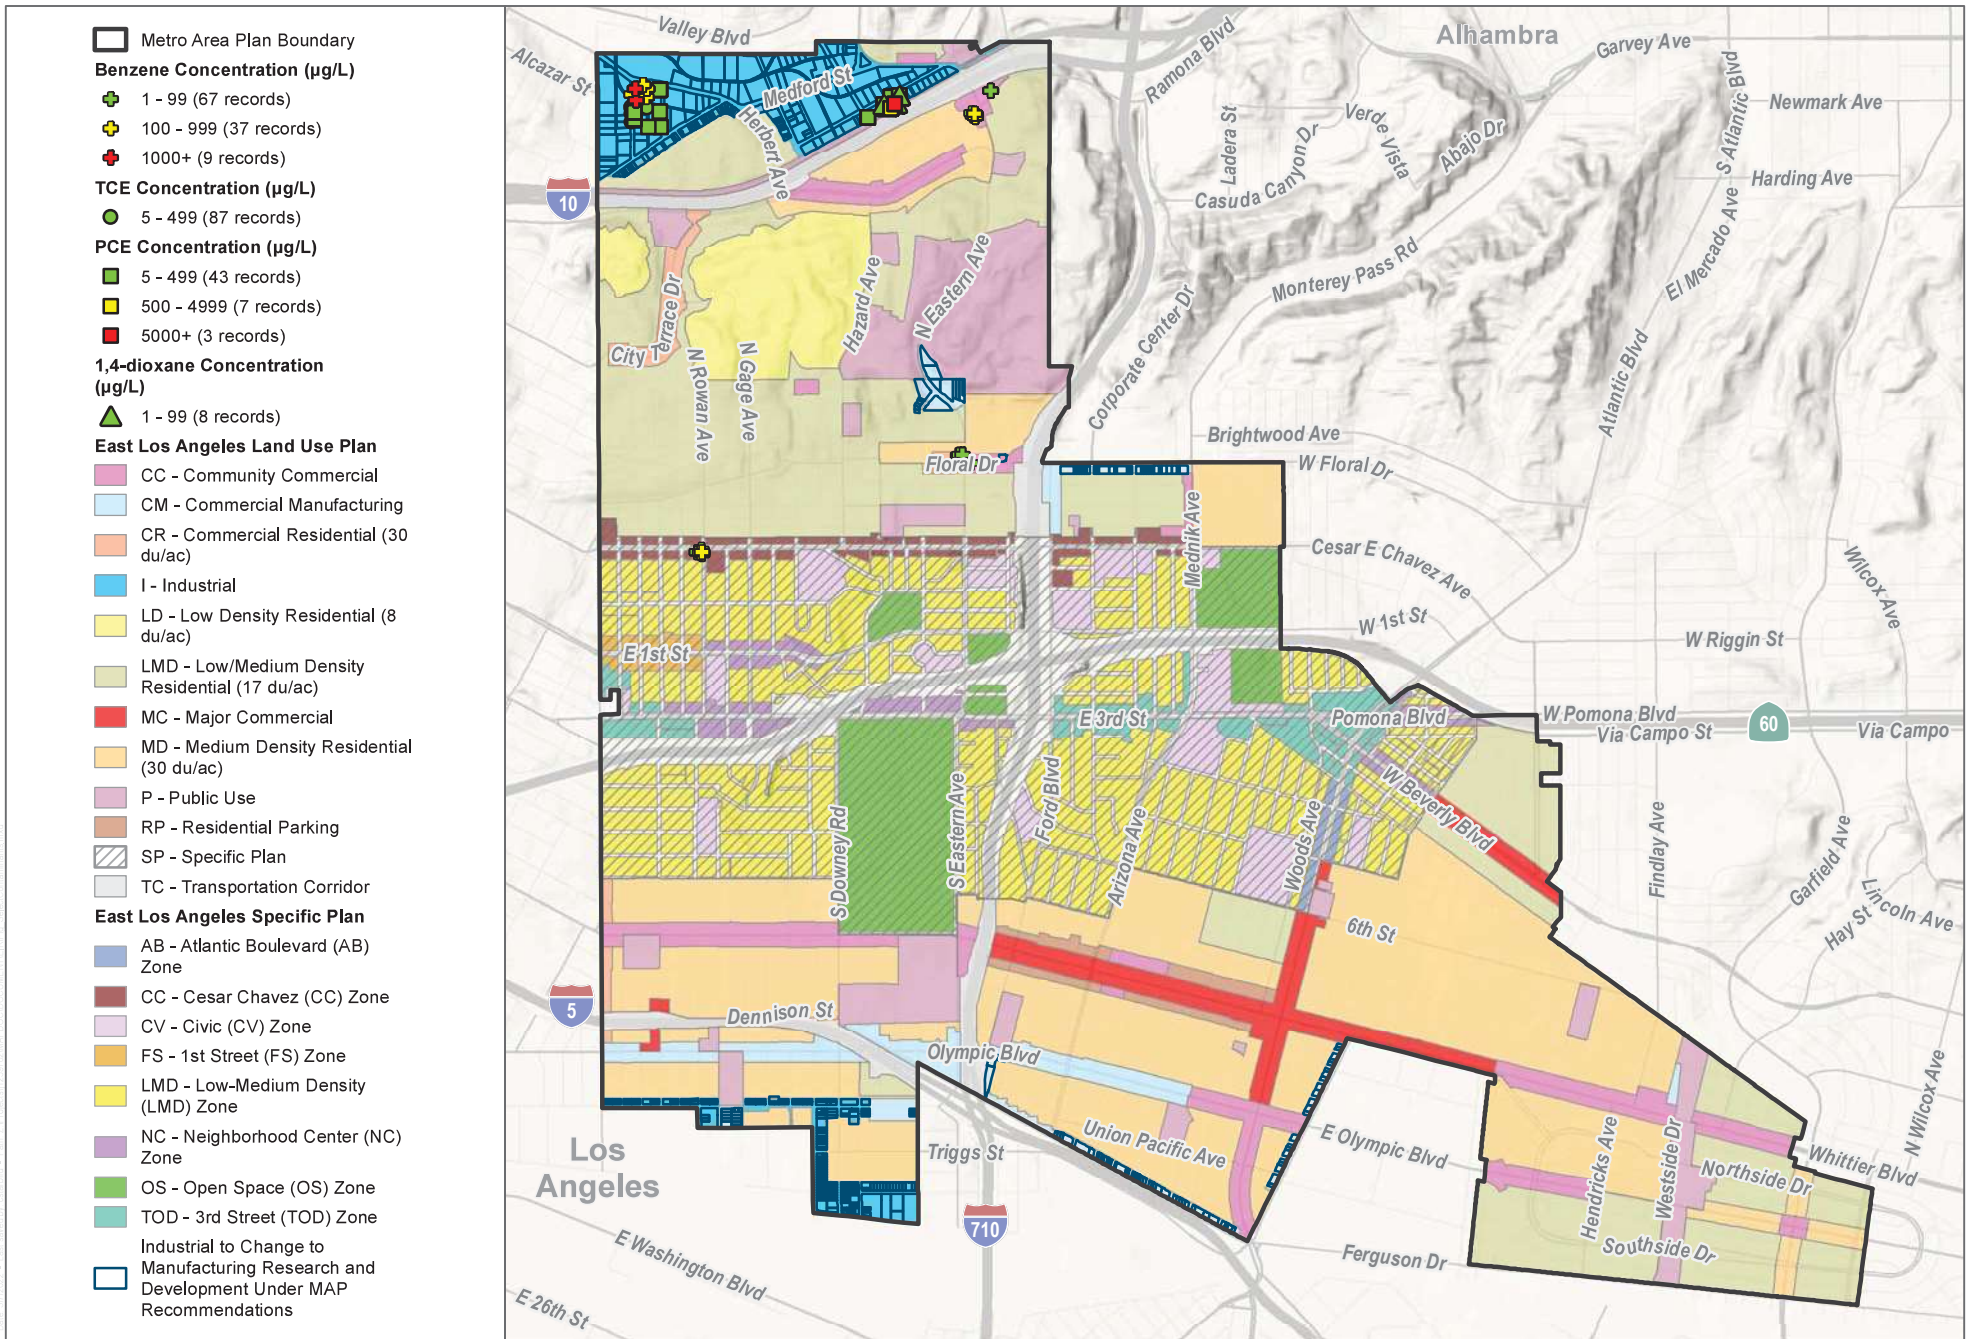 Metro Area Plan Boundary
Benzene Concentration (µg/L)
1 - 99 (67 records)
100 - 999 (37 records)
1000+ (9 records)
TCE Concentration (µg/L)
5 - 499 (87 records)
PCE Concentration (µg/L)
5 - 499 (43 records)
500 - 4999 (7 records)
5000+ (3 records)
1,4-dioxane Concentration
(µg/L)
1 - 99 (8 records)
East Los Angeles Land Use Plan
CC - Community Commercial
CM - Commercial Manufacturing
CR - Commercial Residential (30
du/ac)
I - Industrial
LD - Low Density Residential (8
du/ac)
LMD - Low/Medium Density
Residential (17 du/ac)
MC - Major Commercial
MD - Medium Density Residential
(30 du/ac)
P - Public Use
RP - Residential Parking
SP - Specific Plan
TC - Transportation Corridor
East Los Angeles Specific Plan
AB - Atlantic Boulevard (AB)
Zone
CC - Cesar Chavez (CC) Zone
CV - Civic (CV) Zone
FS - 1st Street (FS) Zone
LMD - Low-Medium Density
(LMD) Zone
NC - Neighborhood Center (NC)
Zone
OS - Open Space (OS) Zone
TOD - 3rd Street (TOD) Zone
Industrial to Change to
Manufacturing Research and
Development Under MAP
Recommendations
Valley Blvd
Alcazar St
Medford St
Herbert Ave
Ramona Blvd
Alhambra
Garvey Ave
S Atlantic Blvd
Newmark Ave
Harding Ave
Ladera St
Verde Vista
Abajo Dr
Casuda Canyon Dr
El Mercado Ave
Monterey Pass Rd
10
City Terrace Dr
N Rowan Ave
N Gage Ave
Hazard Ave
N Eastern Ave
Corporate Center Dr
Atlantic Blvd
Brightwood Ave
W Floral Dr
Floral Dr
Mednik Ave
Cesar E Chavez Ave
Wilcox Ave
W 1st St
W Riggin St
E 1st St
E 3rd St
Pomona Blvd
W Pomona Blvd
Via Campo St
60
Via Campo
W Beverly Blvd
S Downey Rd
S Eastern Ave
Ford Blvd
Arizona Ave
Woods Ave
Findlay Ave
Garfield Ave
Lincoln Ave
Hay St
6th St
5
Dennison St
Olympic Blvd
Union Pacific Ave
Triggs St
E Olympic Blvd
Los
Angeles
710
Hendricks Ave
Westside Dr
Northside Dr
Southside Dr
Whittier Blvd
N Wilcox Ave
Ferguson Dr
E Washington Blvd
E 26th St